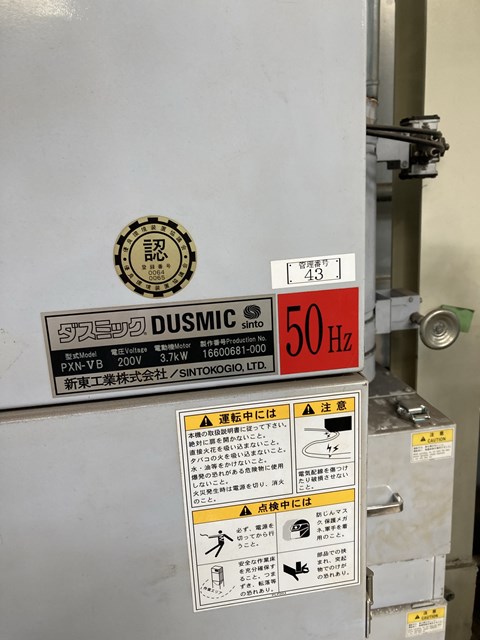 認
登録番号
0064
0065
管理番号
43
ダスミック DUSMIC sinto
型式Model 電圧Voltage 電動機Motor 製作番号Production No.
PXN-VB 200V 3.7kW 16600681-000
新東工業株式会社/SINTOKOGIO, LTD.
50Hz
運転中には
本機の取扱説明書に従って下さい。
絶対に扉を開かないこと。
直接火花を吸い込まないこと。
タバコの火を吸い込まないこと。
水・油等をかけないこと。
爆発の恐れがある危険物に使用
しないこと。
火災発生時は電源を切り、消火
のこと。
注意
電気配線を傷つけ
たり破損させない
こと。
点検中には
必ず、電源を
切ってから行
うこと。
防じんマス
ク,保護メガ
ネ,軍手を着
用のこと。
安全な作業床
を充分確保す
ること、つま
ずき、転落等
の恐れあり。
部品での挟
まれ、突起
物でのけが
の恐れあり。
注意
CAUTION
注意
CAUTION